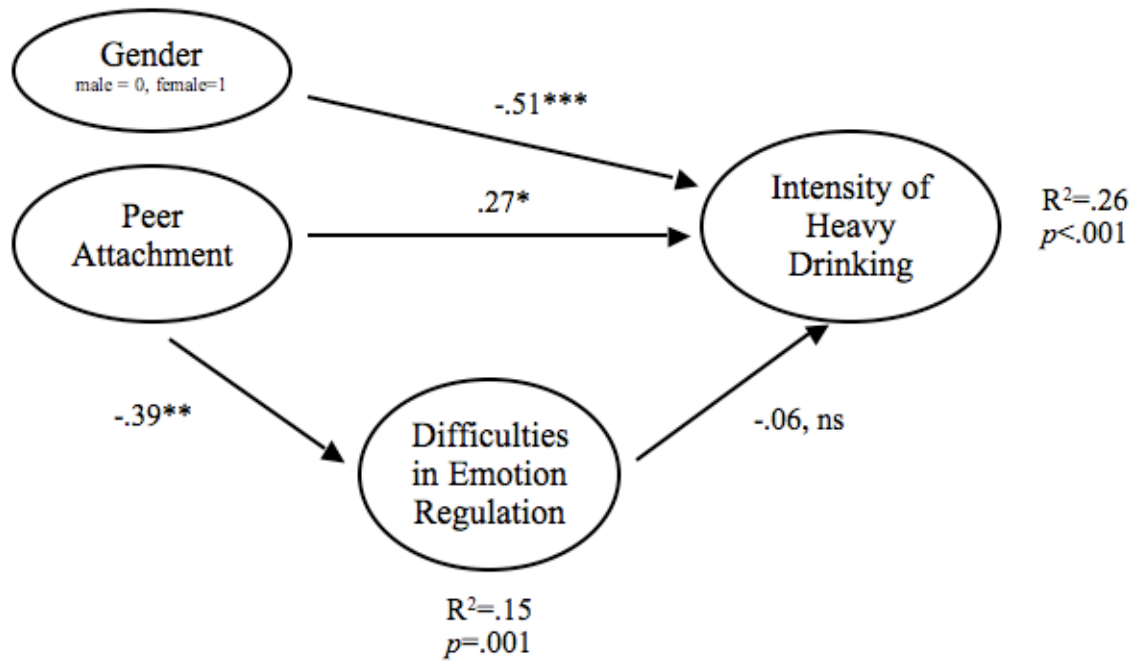 Gender
male = 0, female=1
-.51***
Peer
Attachment
.27*
Intensity of
Heavy
Drinking
R²=.26
p<.001
-.39**
Difficulties
in Emotion
Regulation
-.06, ns
R²=.15
p=.001